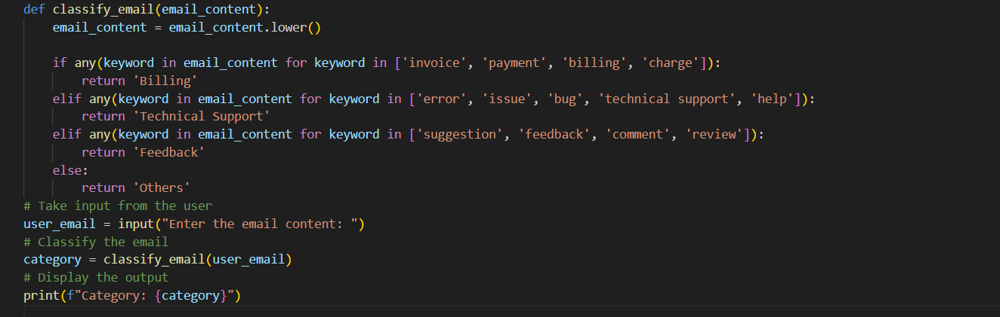 def classify_email(email_content):
    email_content = email_content.lower()

    if any(keyword in email_content for keyword in ['invoice', 'payment', 'billing', 'charge']):
        return 'Billing'
    elif any(keyword in email_content for keyword in ['error', 'issue', 'bug', 'technical support', 'help']):
        return 'Technical Support'
    elif any(keyword in email_content for keyword in ['suggestion', 'feedback', 'comment', 'review']):
        return 'Feedback'
    else:
        return 'Others'
# Take input from the user
user_email = input("Enter the email content: ")
# Classify the email
category = classify_email(user_email)
# Display the output
print(f"Category: {category}")